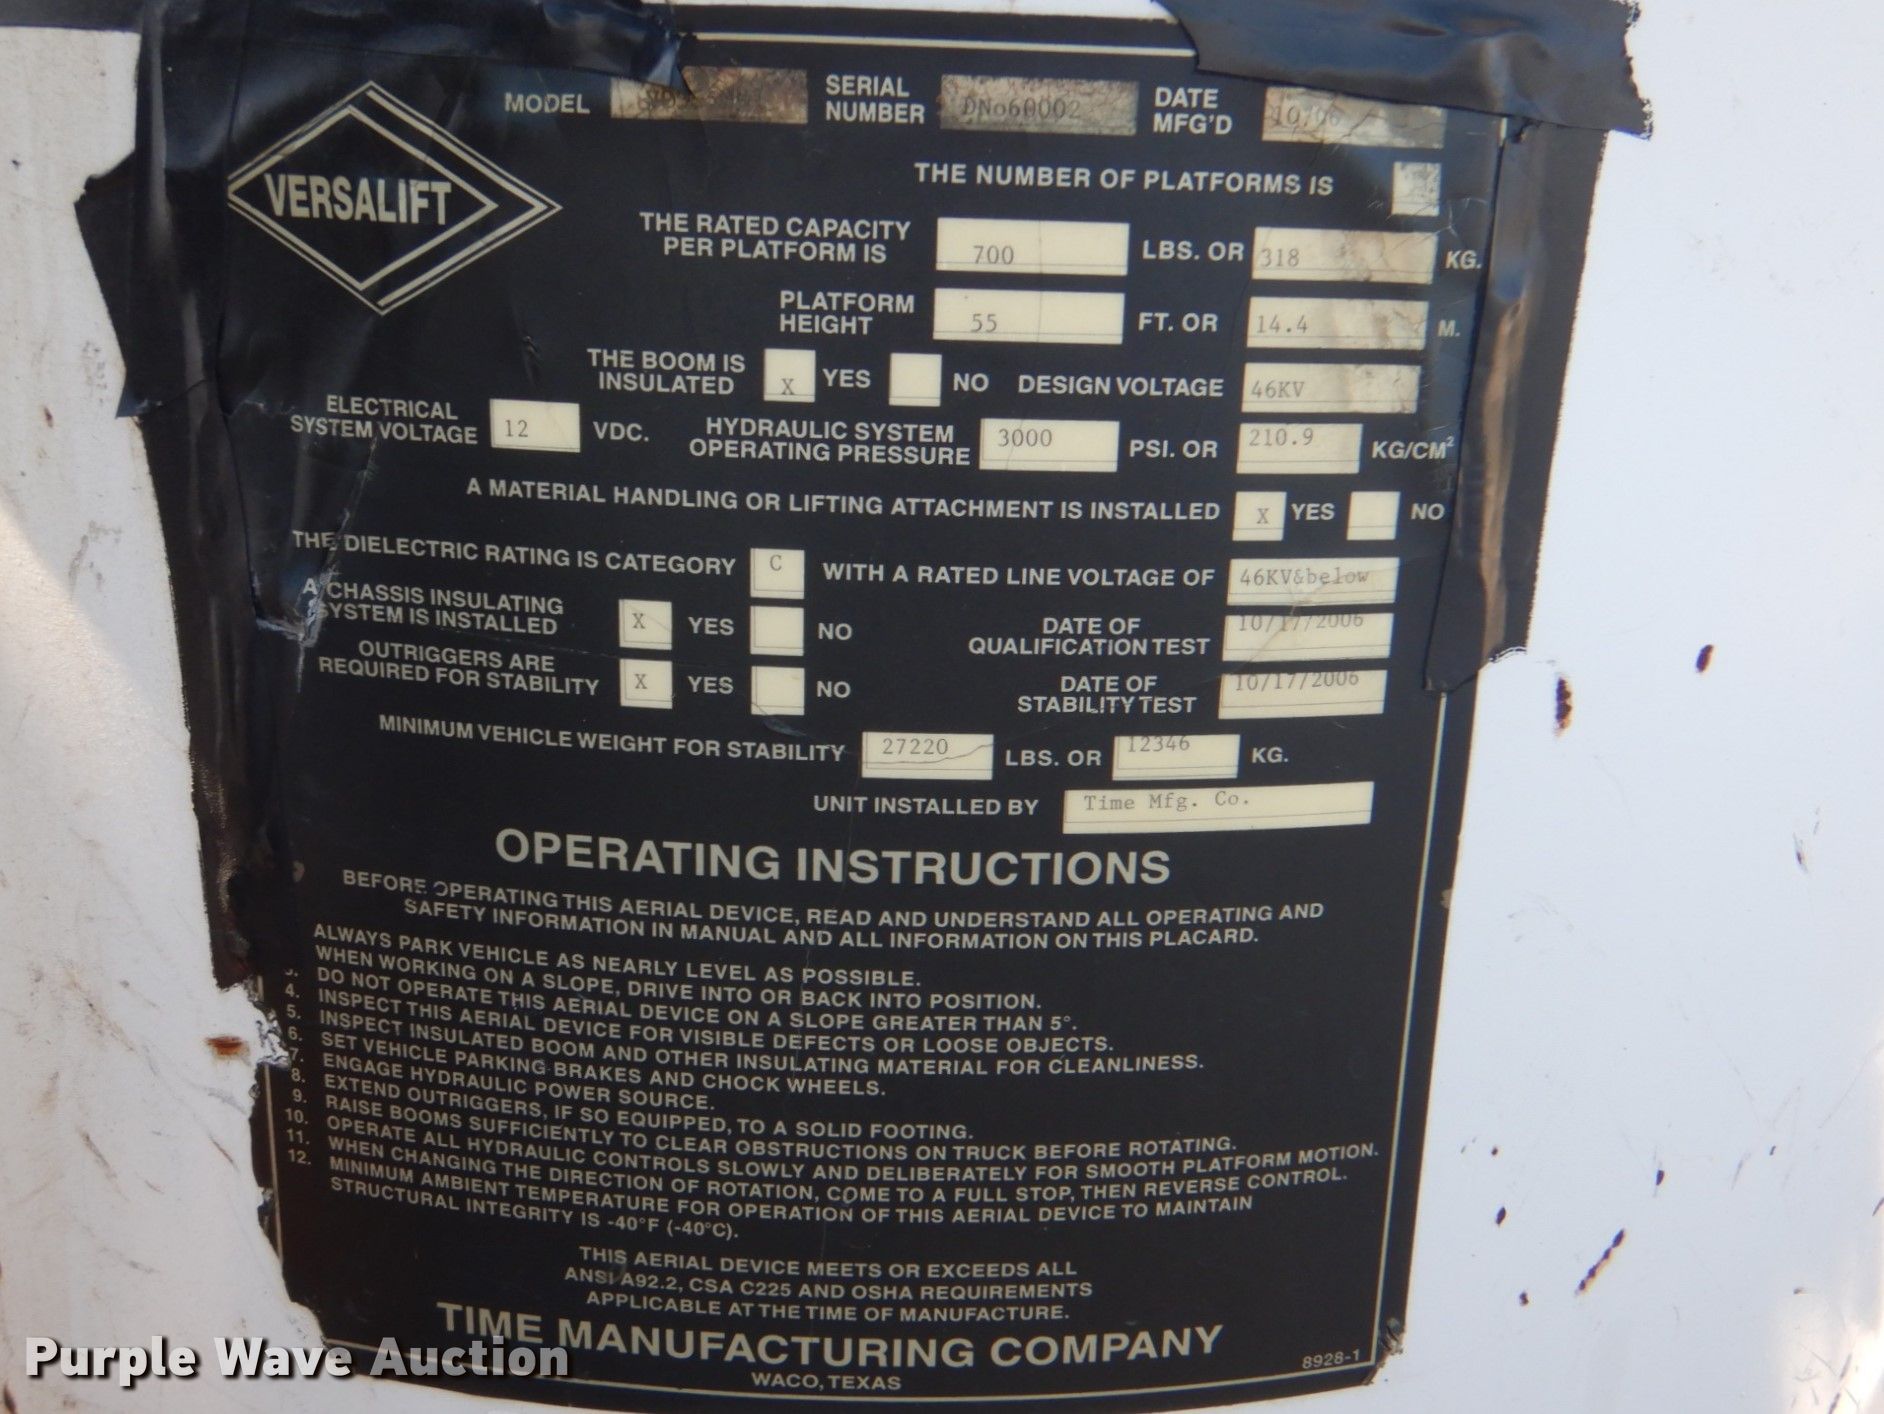 VERSALIFT
MODEL SERIAL NUMBER DNo60002 DATE MFG'D 10/06
THE NUMBER OF PLATFORMS IS
THE RATED CAPACITY PER PLATFORM IS 700 LBS. OR 318 KG.
PLATFORM HEIGHT 55 FT. OR 14.4 M.
THE BOOM IS INSULATED X YES NO DESIGN VOLTAGE 46KV
ELECTRICAL SYSTEM VOLTAGE 12 VDC. HYDRAULIC SYSTEM OPERATING PRESSURE 3000 PSI. OR 210.9 KG/CM²
A MATERIAL HANDLING OR LIFTING ATTACHMENT IS INSTALLED X YES NO
THE DIELECTRIC RATING IS CATEGORY C WITH A RATED LINE VOLTAGE OF 46KV&below
A CHASSIS INSULATING SYSTEM IS INSTALLED X YES NO DATE OF QUALIFICATION TEST 10/17/2006
OUTRIGGERS ARE REQUIRED FOR STABILITY X YES NO DATE OF STABILITY TEST 10/17/2006
MINIMUM VEHICLE WEIGHT FOR STABILITY 27220 LBS. OR 12346 KG.
UNIT INSTALLED BY Time Mfg. Co.
OPERATING INSTRUCTIONS
BEFORE OPERATING THIS AERIAL DEVICE, READ AND UNDERSTAND ALL OPERATING AND
SAFETY INFORMATION IN MANUAL AND ALL INFORMATION ON THIS PLACARD.
ALWAYS PARK VEHICLE AS NEARLY LEVEL AS POSSIBLE.
WHEN WORKING ON A SLOPE, DRIVE INTO OR BACK INTO POSITION.
3. DO NOT OPERATE THIS AERIAL DEVICE ON A SLOPE GREATER THAN 5°.
4. INSPECT THIS AERIAL DEVICE FOR VISIBLE DEFECTS OR LOOSE OBJECTS.
5. INSPECT INSULATED BOOM AND OTHER INSULATING MATERIAL FOR CLEANLINESS.
6. SET VEHICLE PARKING BRAKES AND CHOCK WHEELS.
7. ENGAGE HYDRAULIC POWER SOURCE.
8. EXTEND OUTRIGGERS, IF SO EQUIPPED, TO A SOLID FOOTING.
9. RAISE BOOMS SUFFICIENTLY TO CLEAR OBSTRUCTIONS ON TRUCK BEFORE ROTATING.
10. OPERATE ALL HYDRAULIC CONTROLS SLOWLY AND DELIBERATELY FOR SMOOTH PLATFORM MOTION.
11. WHEN CHANGING THE DIRECTION OF ROTATION, COME TO A FULL STOP, THEN REVERSE CONTROL.
12. MINIMUM AMBIENT TEMPERATURE FOR OPERATION OF THIS AERIAL DEVICE TO MAINTAIN
STRUCTURAL INTEGRITY IS -40°F (-40°C).
THIS AERIAL DEVICE MEETS OR EXCEEDS ALL
ANSI A92.2, CSA C225 AND OSHA REQUIREMENTS
APPLICABLE AT THE TIME OF MANUFACTURE.
TIME MANUFACTURING COMPANY
WACO, TEXAS
8928-1
Purple Wave Auction